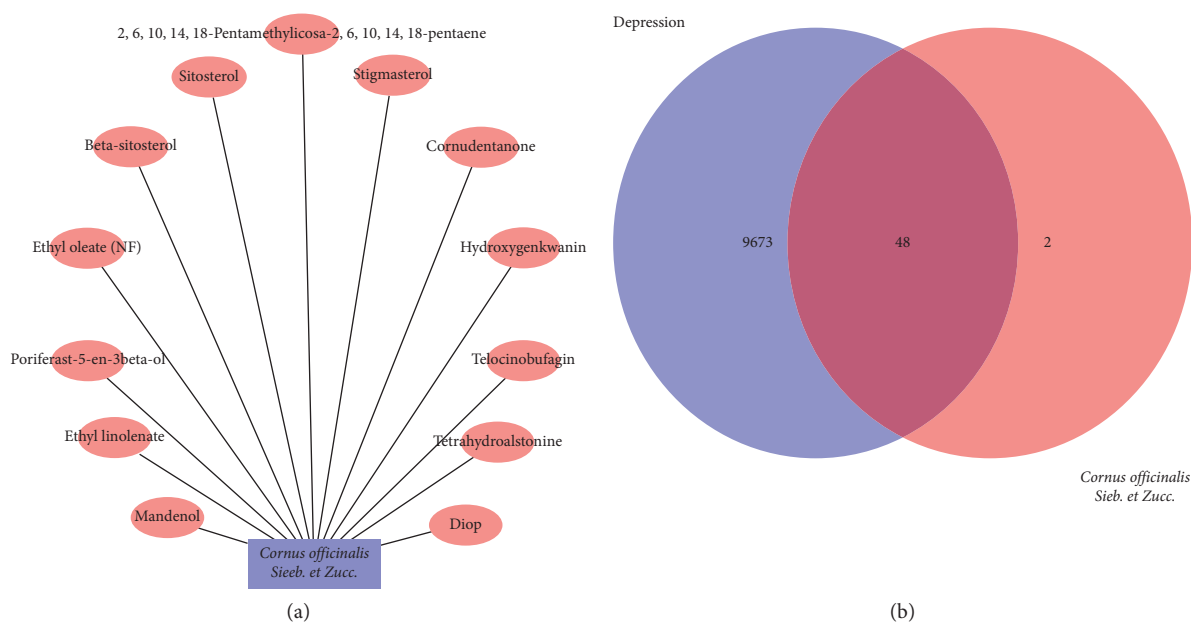 Depression
2, 6, 10, 14, 18-Pentamethylicosa-2, 6, 10, 14, 18-pentaene
Sitosterol
Stigmasterol
Beta-sitosterol
Cornudentanone
Ethyl oleate (NF)
Hydroxygenkwanin
Poriferast-5-en-3beta-ol
Telocinobufagin
Ethyl linolenate
Tetrahydroalstonine
Mandenol
Diop
Cornus officinalis
Sieeb. et Zucc.
(a)
9673
48
2
Cornus officinalis
Sieb. et Zucc.
(b)